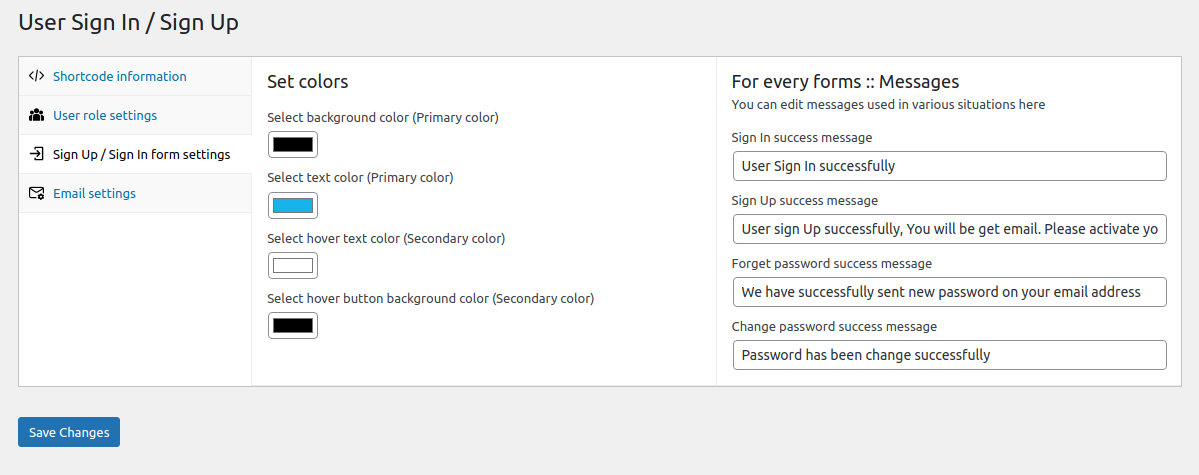 User Sign In / Sign Up
Shortcode information
User role settings
Sign Up / Sign In form settings
Email settings
Set colors
Select background color (Primary color)
Select text color (Primary color)
Select hover text color (Secondary color)
Select hover button background color (Secondary color)
For every forms :: Messages
You can edit messages used in various situations here
Sign In success message
User Sign In successfully
Sign Up success message
User sign Up successfully, You will be get email. Please activate yo
Forget password success message
We have successfully sent new password on your email address
Change password success message
Password has been change successfully
Save Changes